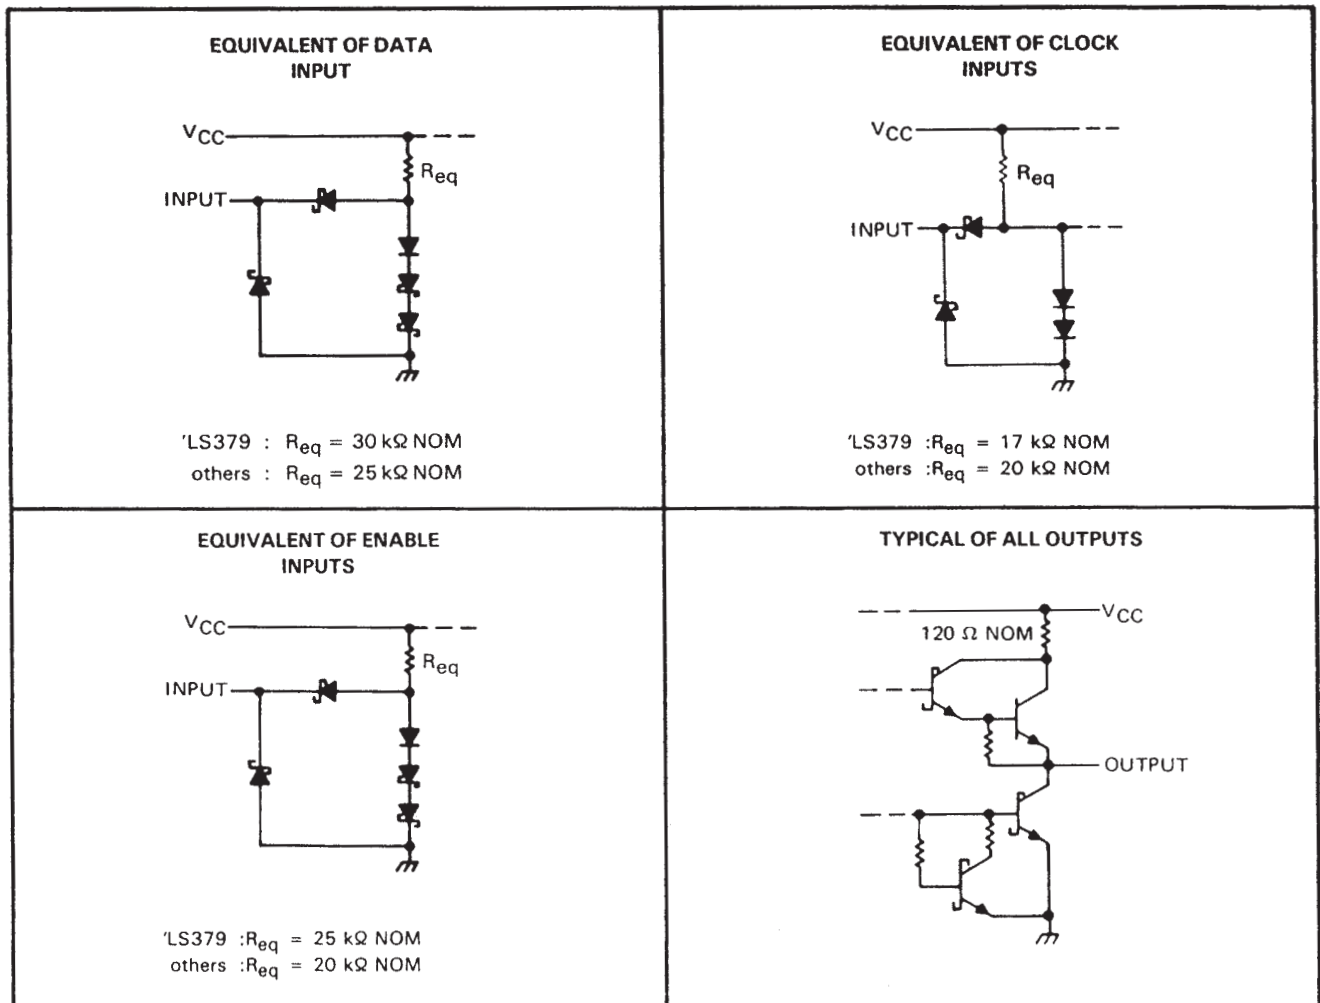 EQUIVALENT OF DATA
INPUT
VCC
Req
INPUT
'LS379 : Req = 30 kΩ NOM
others : Req = 25 kΩ NOM
EQUIVALENT OF CLOCK
INPUTS
VCC
Req
INPUT
'LS379 :Req = 17 kΩ NOM
others :Req = 20 kΩ NOM
EQUIVALENT OF ENABLE
INPUTS
VCC
Req
INPUT
'LS379 :Req = 25 kΩ NOM
others :Req = 20 kΩ NOM
TYPICAL OF ALL OUTPUTS
VCC
120 Ω NOM
OUTPUT